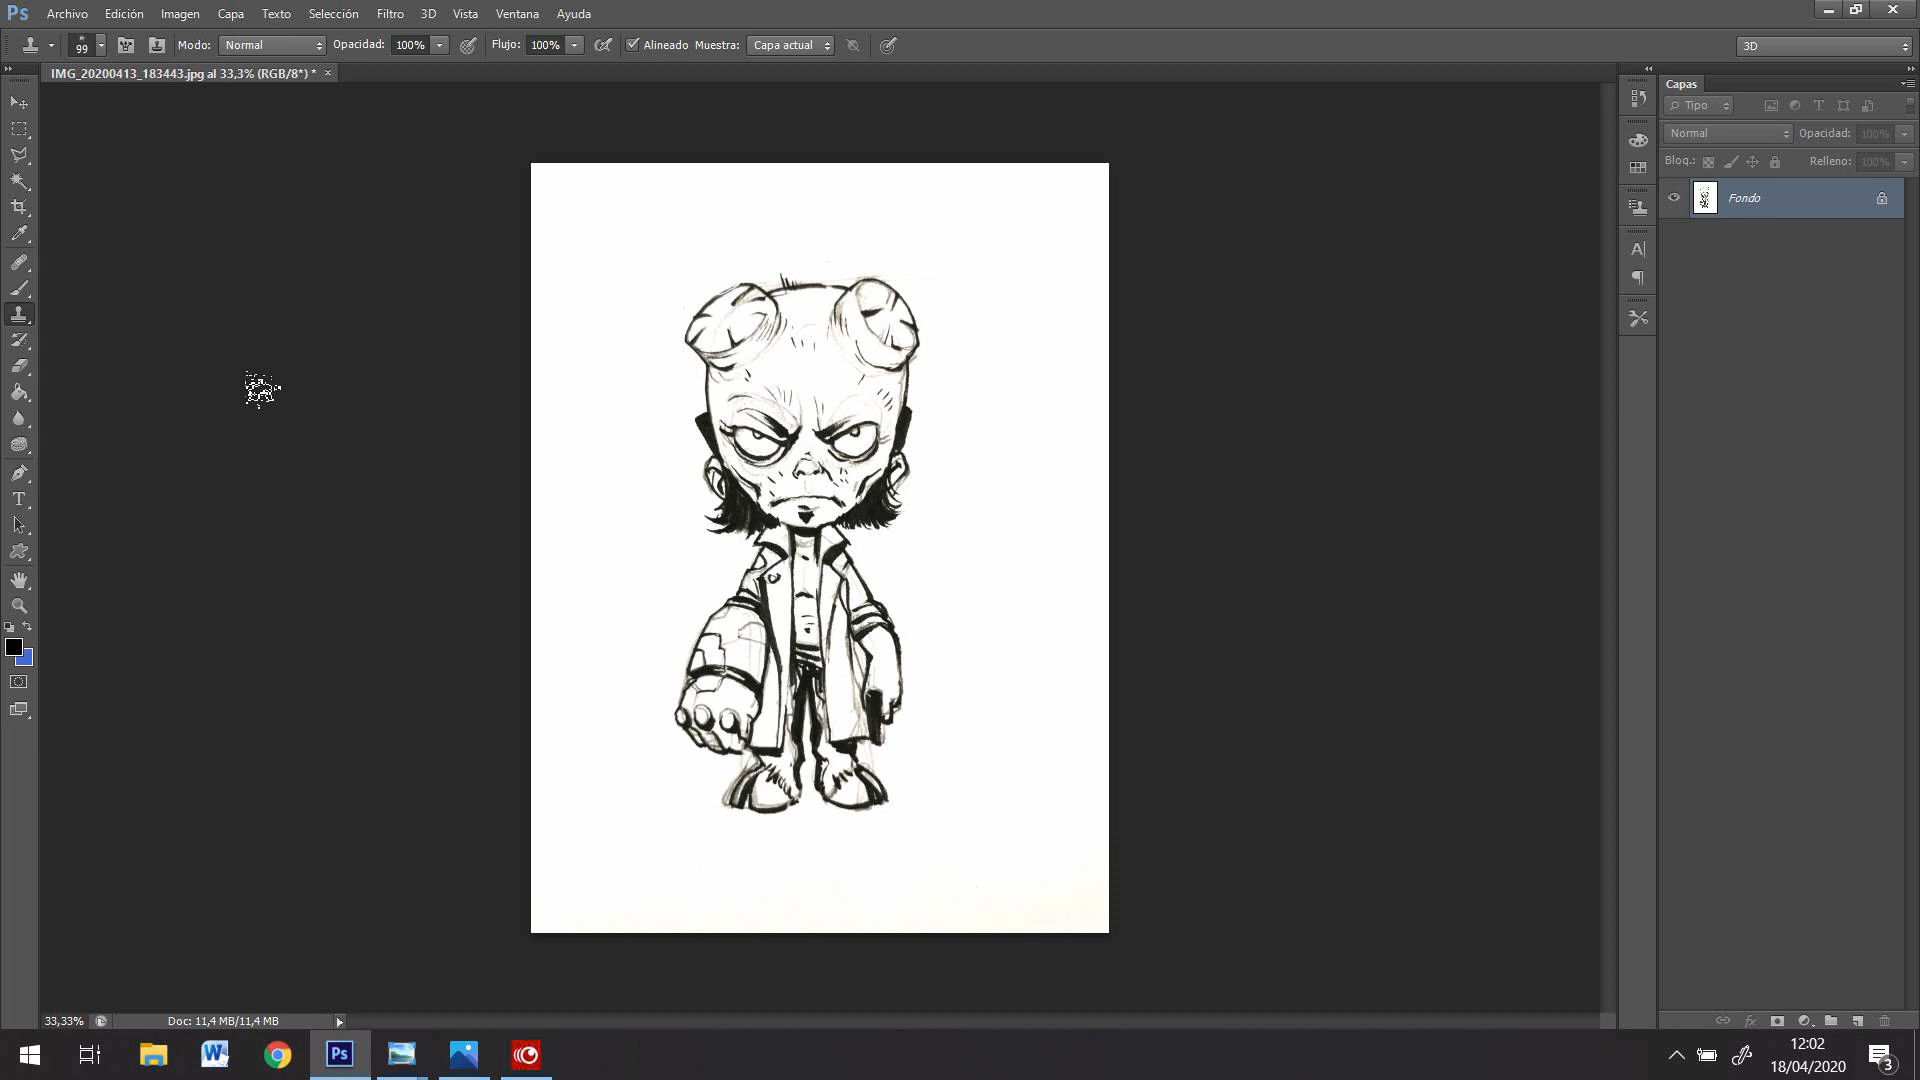 Ps Archivo Edición Imagen Capa Texto Selección Filtro 3D Vista Ventana Ayuda
99 Modo: Normal Opacidad: 100% Flujo: 100% Alineado Muestra: Capa actual 3D
IMG_20200413_183443.jpg al 33,3% (RGB/8*) * ×
Capas
Tipo
Normal Opacidad: 100%
Bloq.: Relleno: 100%
Fondo
33,33% Doc: 11,4 MB/11,4 MB
Ps
12:02
18/04/2020
3